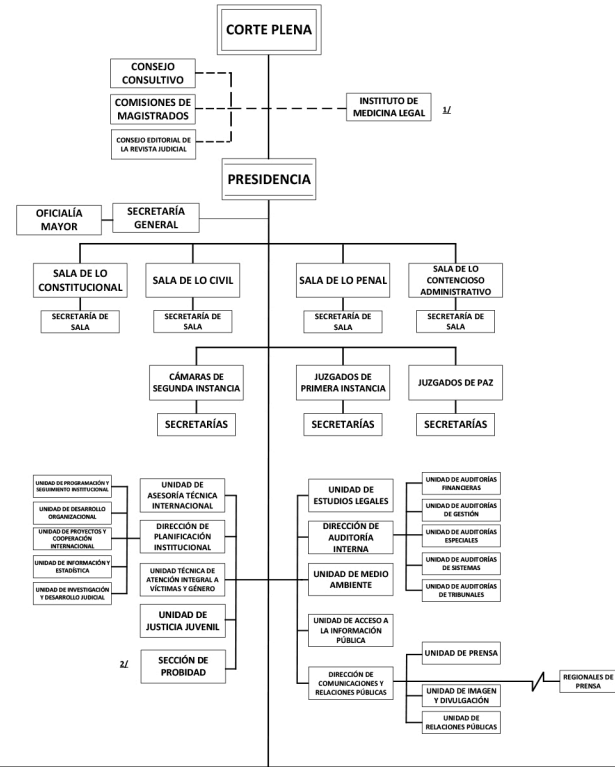 CORTE PLENA
CONSEJO
CONSULTIVO
COMISIONES DE
MAGISTRADOS
CONSEJO EDITORIAL DE
LA REVISTA JUDICIAL
INSTITUTO DE
MEDICINA LEGAL
1/
PRESIDENCIA
OFICIALÍA
MAYOR
SECRETARÍA
GENERAL
SALA DE LO
CONSTITUCIONAL
SALA DE LO CIVIL
SALA DE LO PENAL
SALA DE LO
CONTENCIOSO
ADMINISTRATIVO
SECRETARÍA DE
SALA
SECRETARÍA DE
SALA
SECRETARÍA DE
SALA
SECRETARÍA DE
SALA
CÁMARAS DE
SEGUNDA INSTANCIA
JUZGADOS DE
PRIMERA INSTANCIA
JUZGADOS DE PAZ
SECRETARÍAS
SECRETARÍAS
SECRETARÍAS
UNIDAD DE PROGRAMACIÓN Y
SEGUIMIENTO INSTITUCIONAL
UNIDAD DE DESARROLLO
ORGANIZACIONAL
UNIDAD DE PROYECTOS Y
COOPERACIÓN
INTERNACIONAL
UNIDAD DE INFORMACIÓN Y
ESTADÍSTICA
UNIDAD DE INVESTIGACIÓN
Y DESARROLLO JUDICIAL
UNIDAD DE
ASESORÍA TÉCNICA
INTERNACIONAL
DIRECCIÓN DE
PLANIFICACIÓN
INSTITUCIONAL
UNIDAD TÉCNICA DE
ATENCIÓN INTEGRAL A
VÍCTIMAS Y GÉNERO
UNIDAD DE
JUSTICIA JUVENIL
2/
SECCIÓN DE
PROBIDAD
UNIDAD DE
ESTUDIOS LEGALES
DIRECCIÓN DE
AUDITORÍA
INTERNA
UNIDAD DE MEDIO
AMBIENTE
UNIDAD DE ACCESO A
LA INFORMACIÓN
PÚBLICA
DIRECCIÓN DE
COMUNICACIONES Y
RELACIONES PÚBLICAS
UNIDAD DE AUDITORÍAS
FINANCIERAS
UNIDAD DE AUDITORÍAS
DE GESTIÓN
UNIDAD DE AUDITORÍAS
ESPECIALES
UNIDAD DE AUDITORÍAS
DE SISTEMAS
UNIDAD DE AUDITORÍAS
DE TRIBUNALES
UNIDAD DE PRENSA
UNIDAD DE IMAGEN
Y DIVULGACIÓN
UNIDAD DE
RELACIONES PÚBLICAS
REGIONALES DE
PRENSA